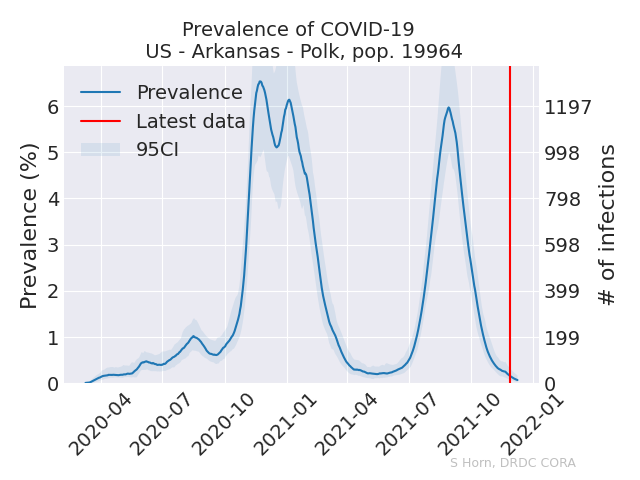 Prevalence of COVID-19
US - Arkansas - Polk, pop. 19964
Prevalence
Latest data
95CI
Prevalence (%)
6
5
4
3
2
1
0
1197
998
798
598
399
199
0
# of infections
2020-04
2020-07
2020-10
2021-01
2021-04
2021-07
2021-10
2022-01
S Horn, DRDC CORA